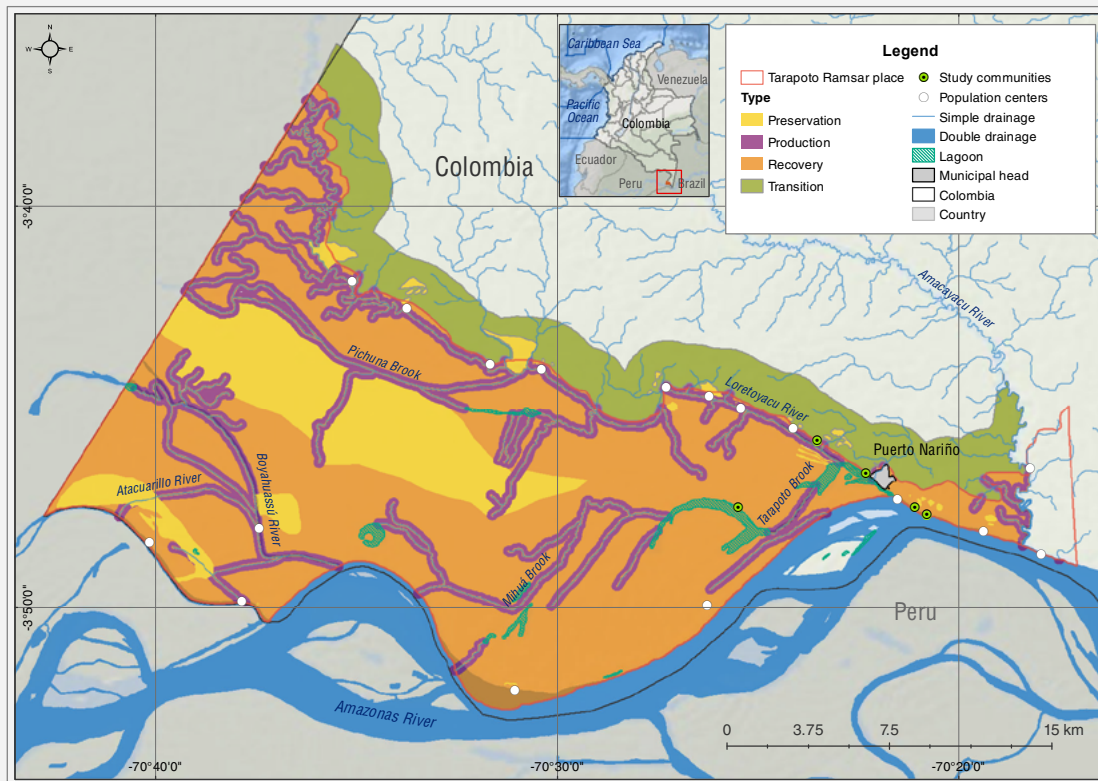 N
W
E
S
Caribbean Sea
Venezuela
Pacific
Ocean
Colombia
Ecuador
Peru
Brazil
Legend
Tarapoto Ramsar place
Type
Preservation
Production
Recovery
Transition
Study communities
Population centers
Simple drainage
Double drainage
Lagoon
Municipal head
Colombia
Country
Colombia
-3°40'0"
Amacayacu River
Pichuna Brook
Loretoyacu River
Puerto Nariño
Atacuarillo River
Boyahuassú River
Tarapoto Brook
Mihuá Brook
-3°50'0"
Peru
Amazonas River
0 3.75 7.5 15 km
-70°40'0" -70°30'0" -70°20'0"